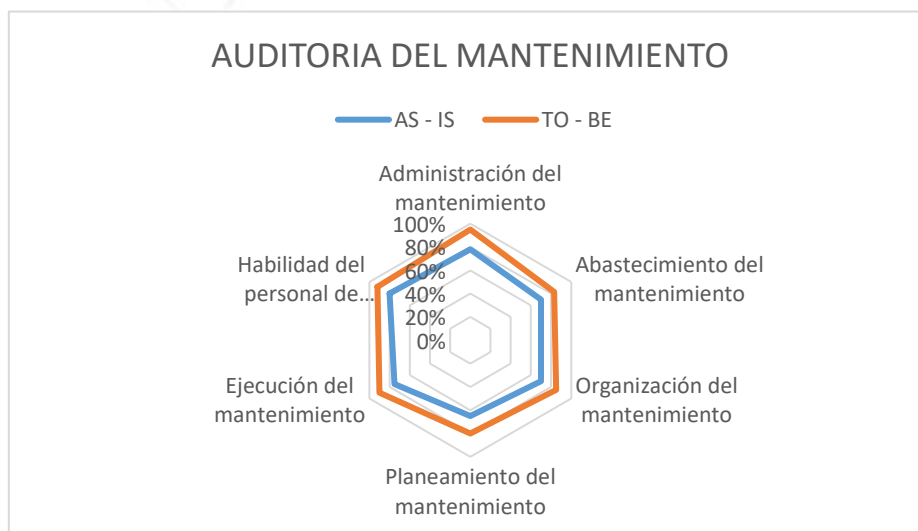 AUDITORIA DEL MANTENIMIENTO
AS - IS
TO - BE
Administración del
mantenimiento
100%
80%
60%
40%
20%
0%
Abastecimiento del
mantenimiento
Organización del
mantenimiento
Planeamiento del
mantenimiento
Ejecución del
mantenimiento
Habilidad del
personal de...